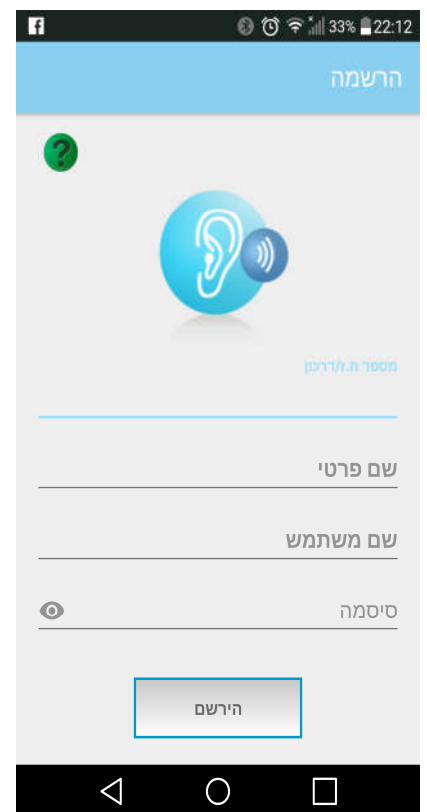 33% 22:12
הרשמה
?
מספר ת.ז/דרכון
שם פרטי
שם משתמש
סיסמה
הירשם